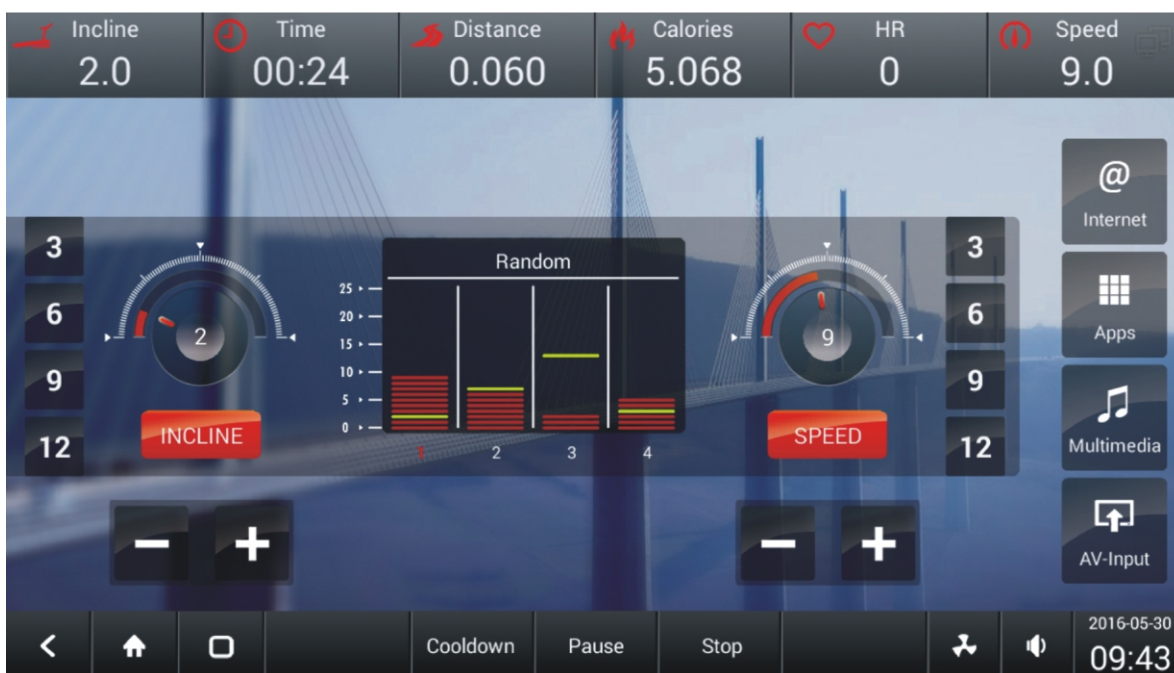 Incline
2.0
Time
00:24
Distance
0.060
Calories
5.068
HR
0
Speed
9.0
3
6
9
12
2
INCLINE
Random
25
20
15
10
5
0
1 2 3 4
9
SPEED
3
6
9
12
@
Internet
Apps
Multimedia
AV-Input
Cooldown Pause Stop
2016-05-30
09:43